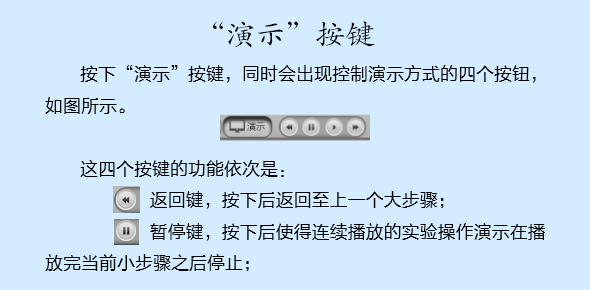 “演示”按键
按下“演示”按键，同时会出现控制演示方式的四个按钮，
如图所示。
演示
这四个按键的功能依次是：
返回键，按下后返回至上一个大步骤；
暂停键，按下后使得连续播放的实验操作演示在播
放完当前小步骤之后停止；